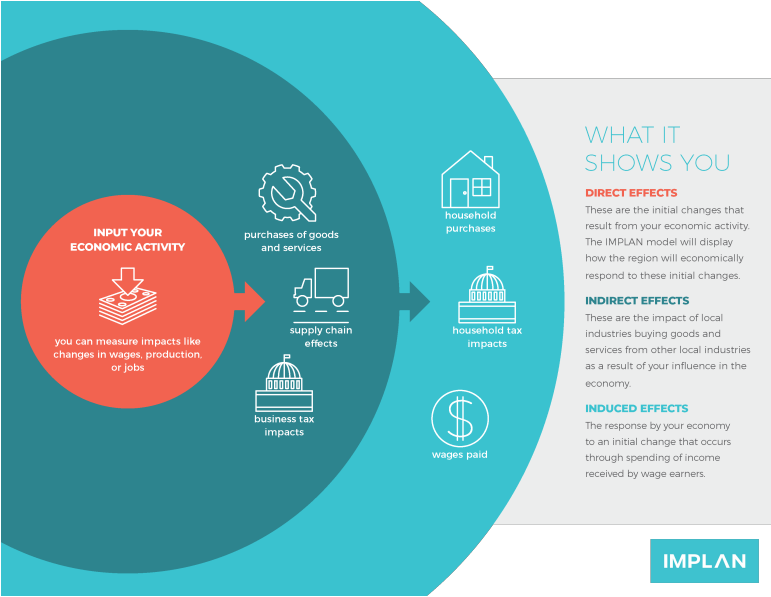 INPUT YOUR
ECONOMIC ACTIVITY
you can measure impacts like
changes in wages, production,
or jobs
purchases of goods
and services
supply chain
effects
business tax
impacts
household
purchases
household tax
impacts
wages paid
WHAT IT
SHOWS YOU
DIRECT EFFECTS
These are the initial changes that
result from your economic activity.
The IMPLAN model will display
how the region will economically
respond to these initial changes.
INDIRECT EFFECTS
These are the impact of local
industries buying goods and
services from other local industries
as a result of your influence in the
economy.
INDUCED EFFECTS
The response by your economy
to an initial change that occurs
through spending of income
received by wage earners.
IMPLAN